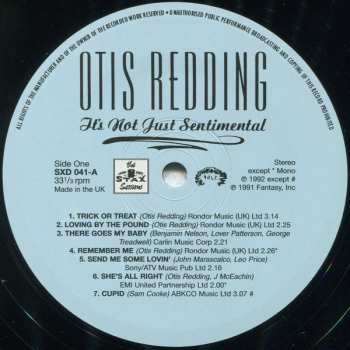 ALL RIGHTS OF THE MANUFACTURER AND OF THE OWNER OF THE RECORDED WORK RESERVED • UNAUTHORISED PUBLIC PERFORMANCE BROADCASTING AND COPYING OF THIS RECORD PROHIBITED
OTIS REDDING
It's Not Just Sentimental
Side One
SXD 041-A
33⅓ rpm
Made in the UK
The
STAX
Sessions
Stereo
except * Mono
℗ 1992 except #
℗ 1991 Fantasy, Inc
1. TRICK OR TREAT (Otis Redding) Rondor Music (UK) Ltd 3.14
2. LOVING BY THE POUND (Otis Redding) Rondor Music (UK) Ltd 2.25
3. THERE GOES MY BABY (Benjamin Nelson, Lover Patterson, George
Treadwell) Carlin Music Corp 2.21
4. REMEMBER ME (Otis Redding) Rondor Music (UK) Ltd 2.26*
5. SEND ME SOME LOVIN' (John Marascalco, Leo Price)
Sony/ATV Music Pub Ltd 2.16
6. SHE'S ALL RIGHT (Otis Redding, J McEachin)
EMI United Partnership Ltd 2.00*
7. CUPID (Sam Cooke) ABKCO Music Ltd 3.07 #